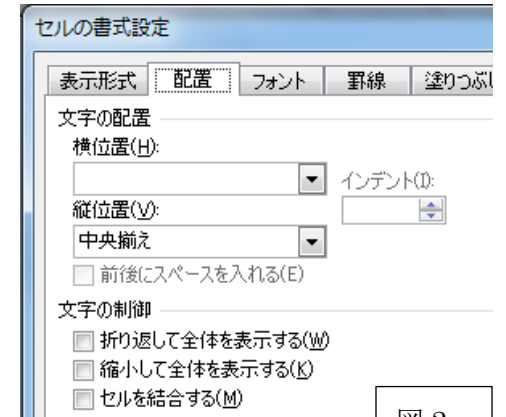 セルの書式設定
表示形式 配置 フォント 罫線 塗りつぶし
文字の配置
横位置(H):
インデント(I):
縦位置(V):
中央揃え
前後にスペースを入れる(E)
文字の制御
折り返して全体を表示する(W)
縮小して全体を表示する(K)
セルを結合する(M)